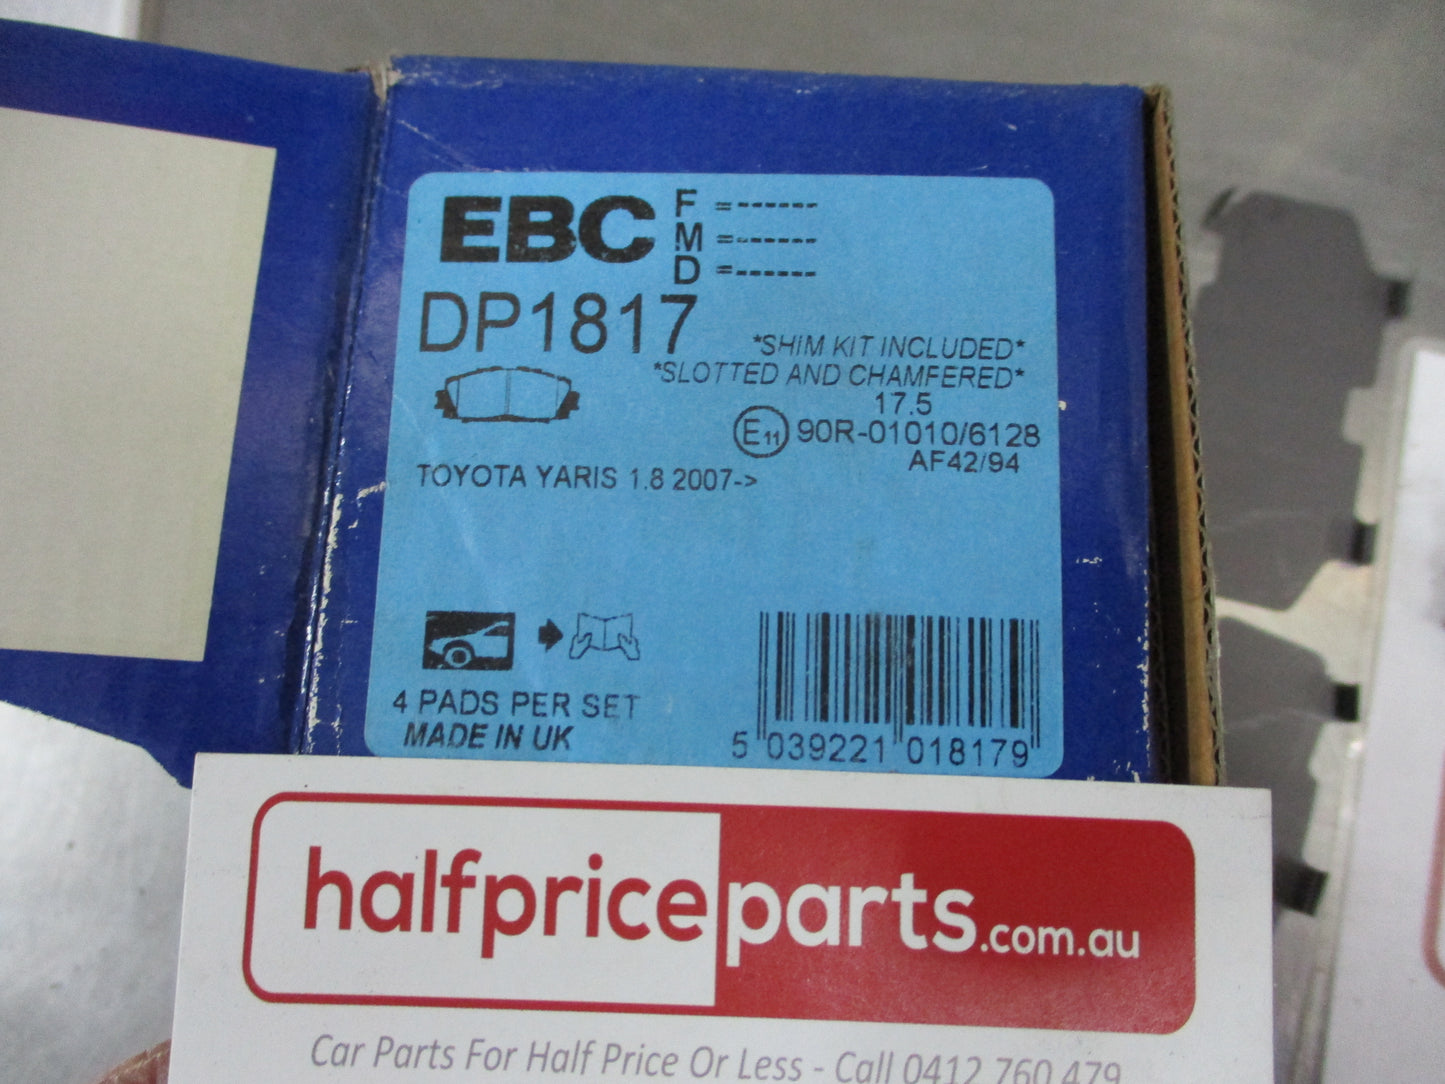 EBC
F = ------
M = ------
D = ------
DP1817
*SHIM KIT INCLUDED*
*SLOTTED AND CHAMFERED*
17.5
E11 90R-01010/6128
AF42/94
TOYOTA YARIS 1.8 2007->
4 PADS PER SET
MADE IN UK
5 039221 018179
halfpriceparts.com.au
Car Parts For Half Price Or Less - Call 0412 760 479